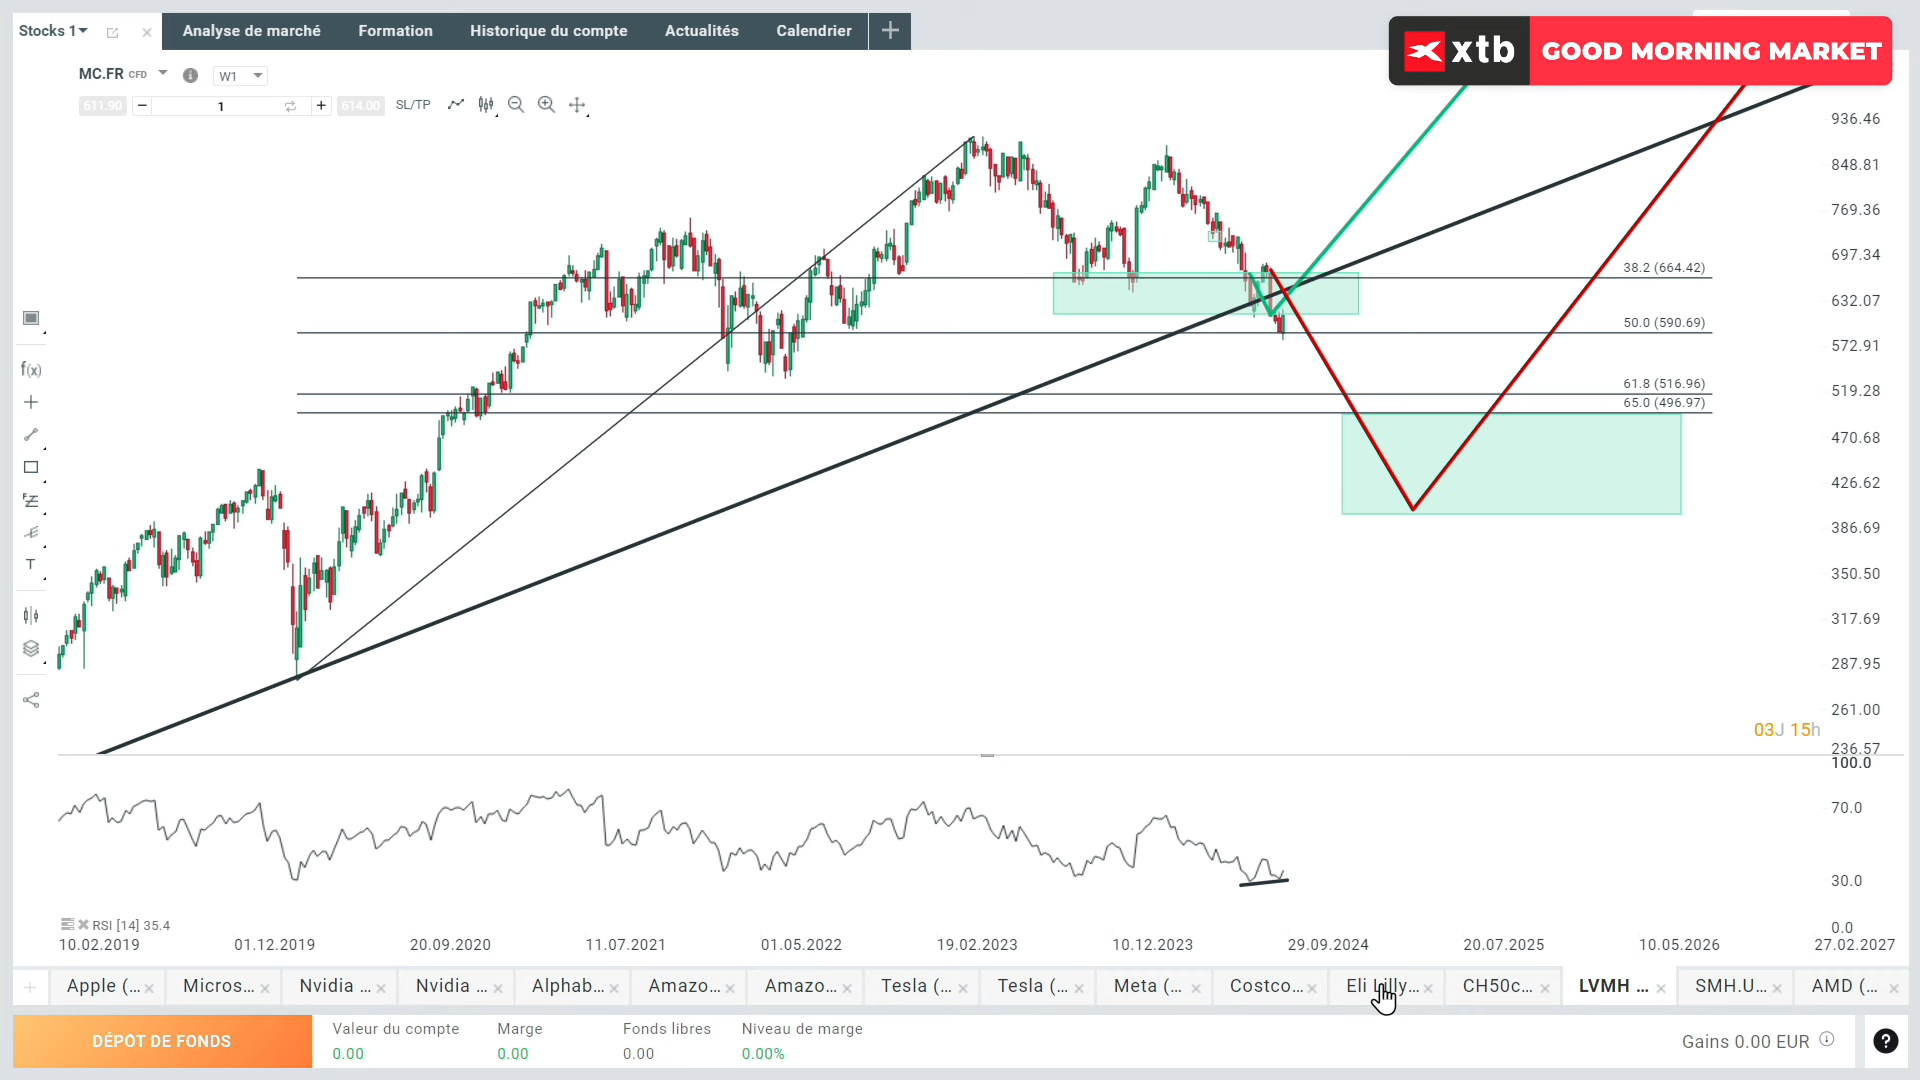 Stocks 1
Analyse de marché
Formation
Historique du compte
Actualités
Calendrier
xtb
GOOD MORNING MARKET
MC.FR CFD
W1
611.90
1
614.00
SL/TP
936.46
848.81
769.36
697.34
632.07
572.91
519.28
470.68
426.62
386.69
350.50
317.69
287.95
261.00
236.57
38.2 (664.42)
50.0 (590.69)
61.8 (516.96)
65.0 (496.97)
f(x)
T
03J 15h
100.0
70.0
30.0
0.0
RSI [14] 35.4
10.02.2019
01.12.2019
20.09.2020
11.07.2021
01.05.2022
19.02.2023
10.12.2023
29.09.2024
20.07.2025
10.05.2026
27.02.2027
Apple (...
Micros...
Nvidia ...
Nvidia ...
Alphab...
Amazo...
Amazo...
Tesla (...
Tesla (...
Meta (...
Costco...
Eli Lilly...
CH50c...
LVMH ...
SMH.U...
AMD (...
DÉPÔT DE FONDS
Valeur du compte
0.00
Marge
0.00
Fonds libres
0.00
Niveau de marge
0.00%
Gains 0.00 EUR
?